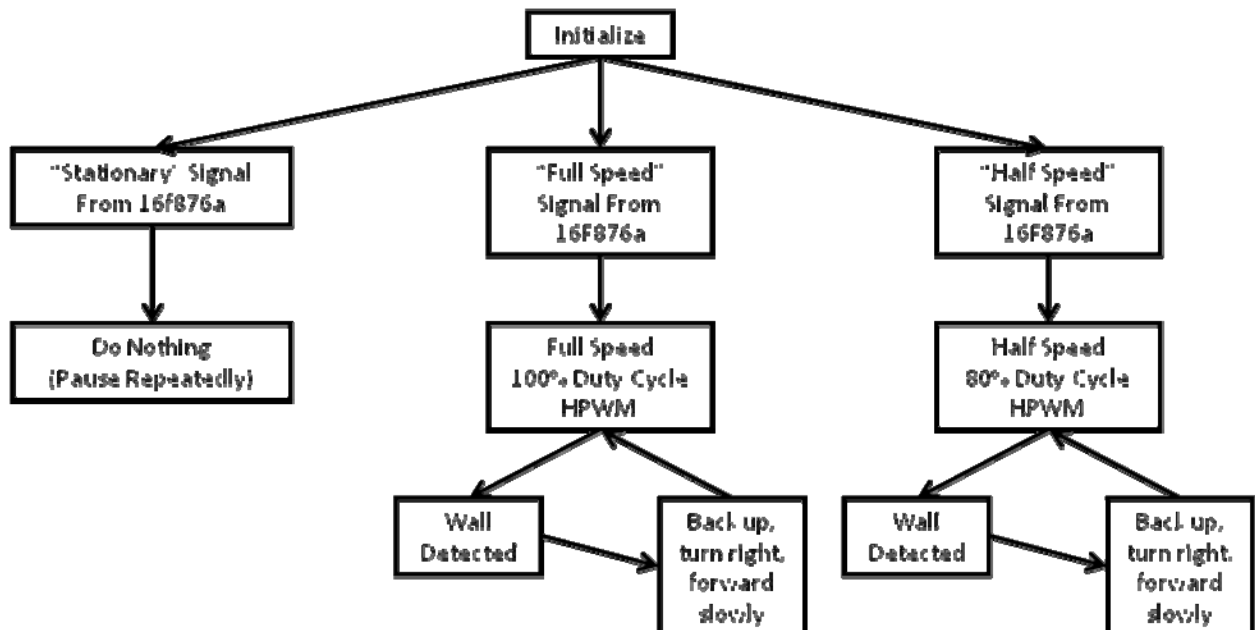 Initialize
"Stationary" Signal
From 16f876a
"Full Speed"
Signal From
16F876a
"Half Speed"
Signal From
16F876a
Do Nothing
(Pause Repeatedly)
Full Speed
100% Duty Cycle
HPWM
Half Speed
80% Duty Cycle
HPWM
Wall
Detected
Back up,
turn right,
forward
slowly
Wall
Detected
Back up,
turn right,
forward
slowly